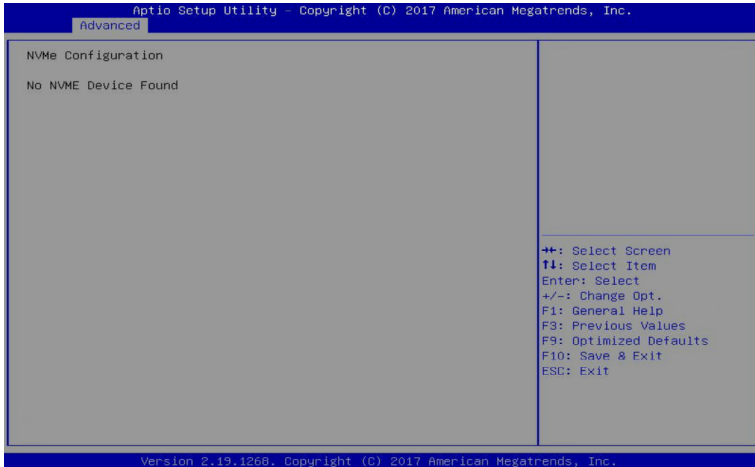 Aptio Setup Utility – Copyright (C) 2017 American Megatrends, Inc.
Advanced
NVMe Configuration
No NVME Device Found
→←: Select Screen
↑↓: Select Item
Enter: Select
+/-: Change Opt.
F1: General Help
F3: Previous Values
F9: Optimized Defaults
F10: Save & Exit
ESC: Exit
Version 2.19.1268. Copyright (C) 2017 American Megatrends, Inc.